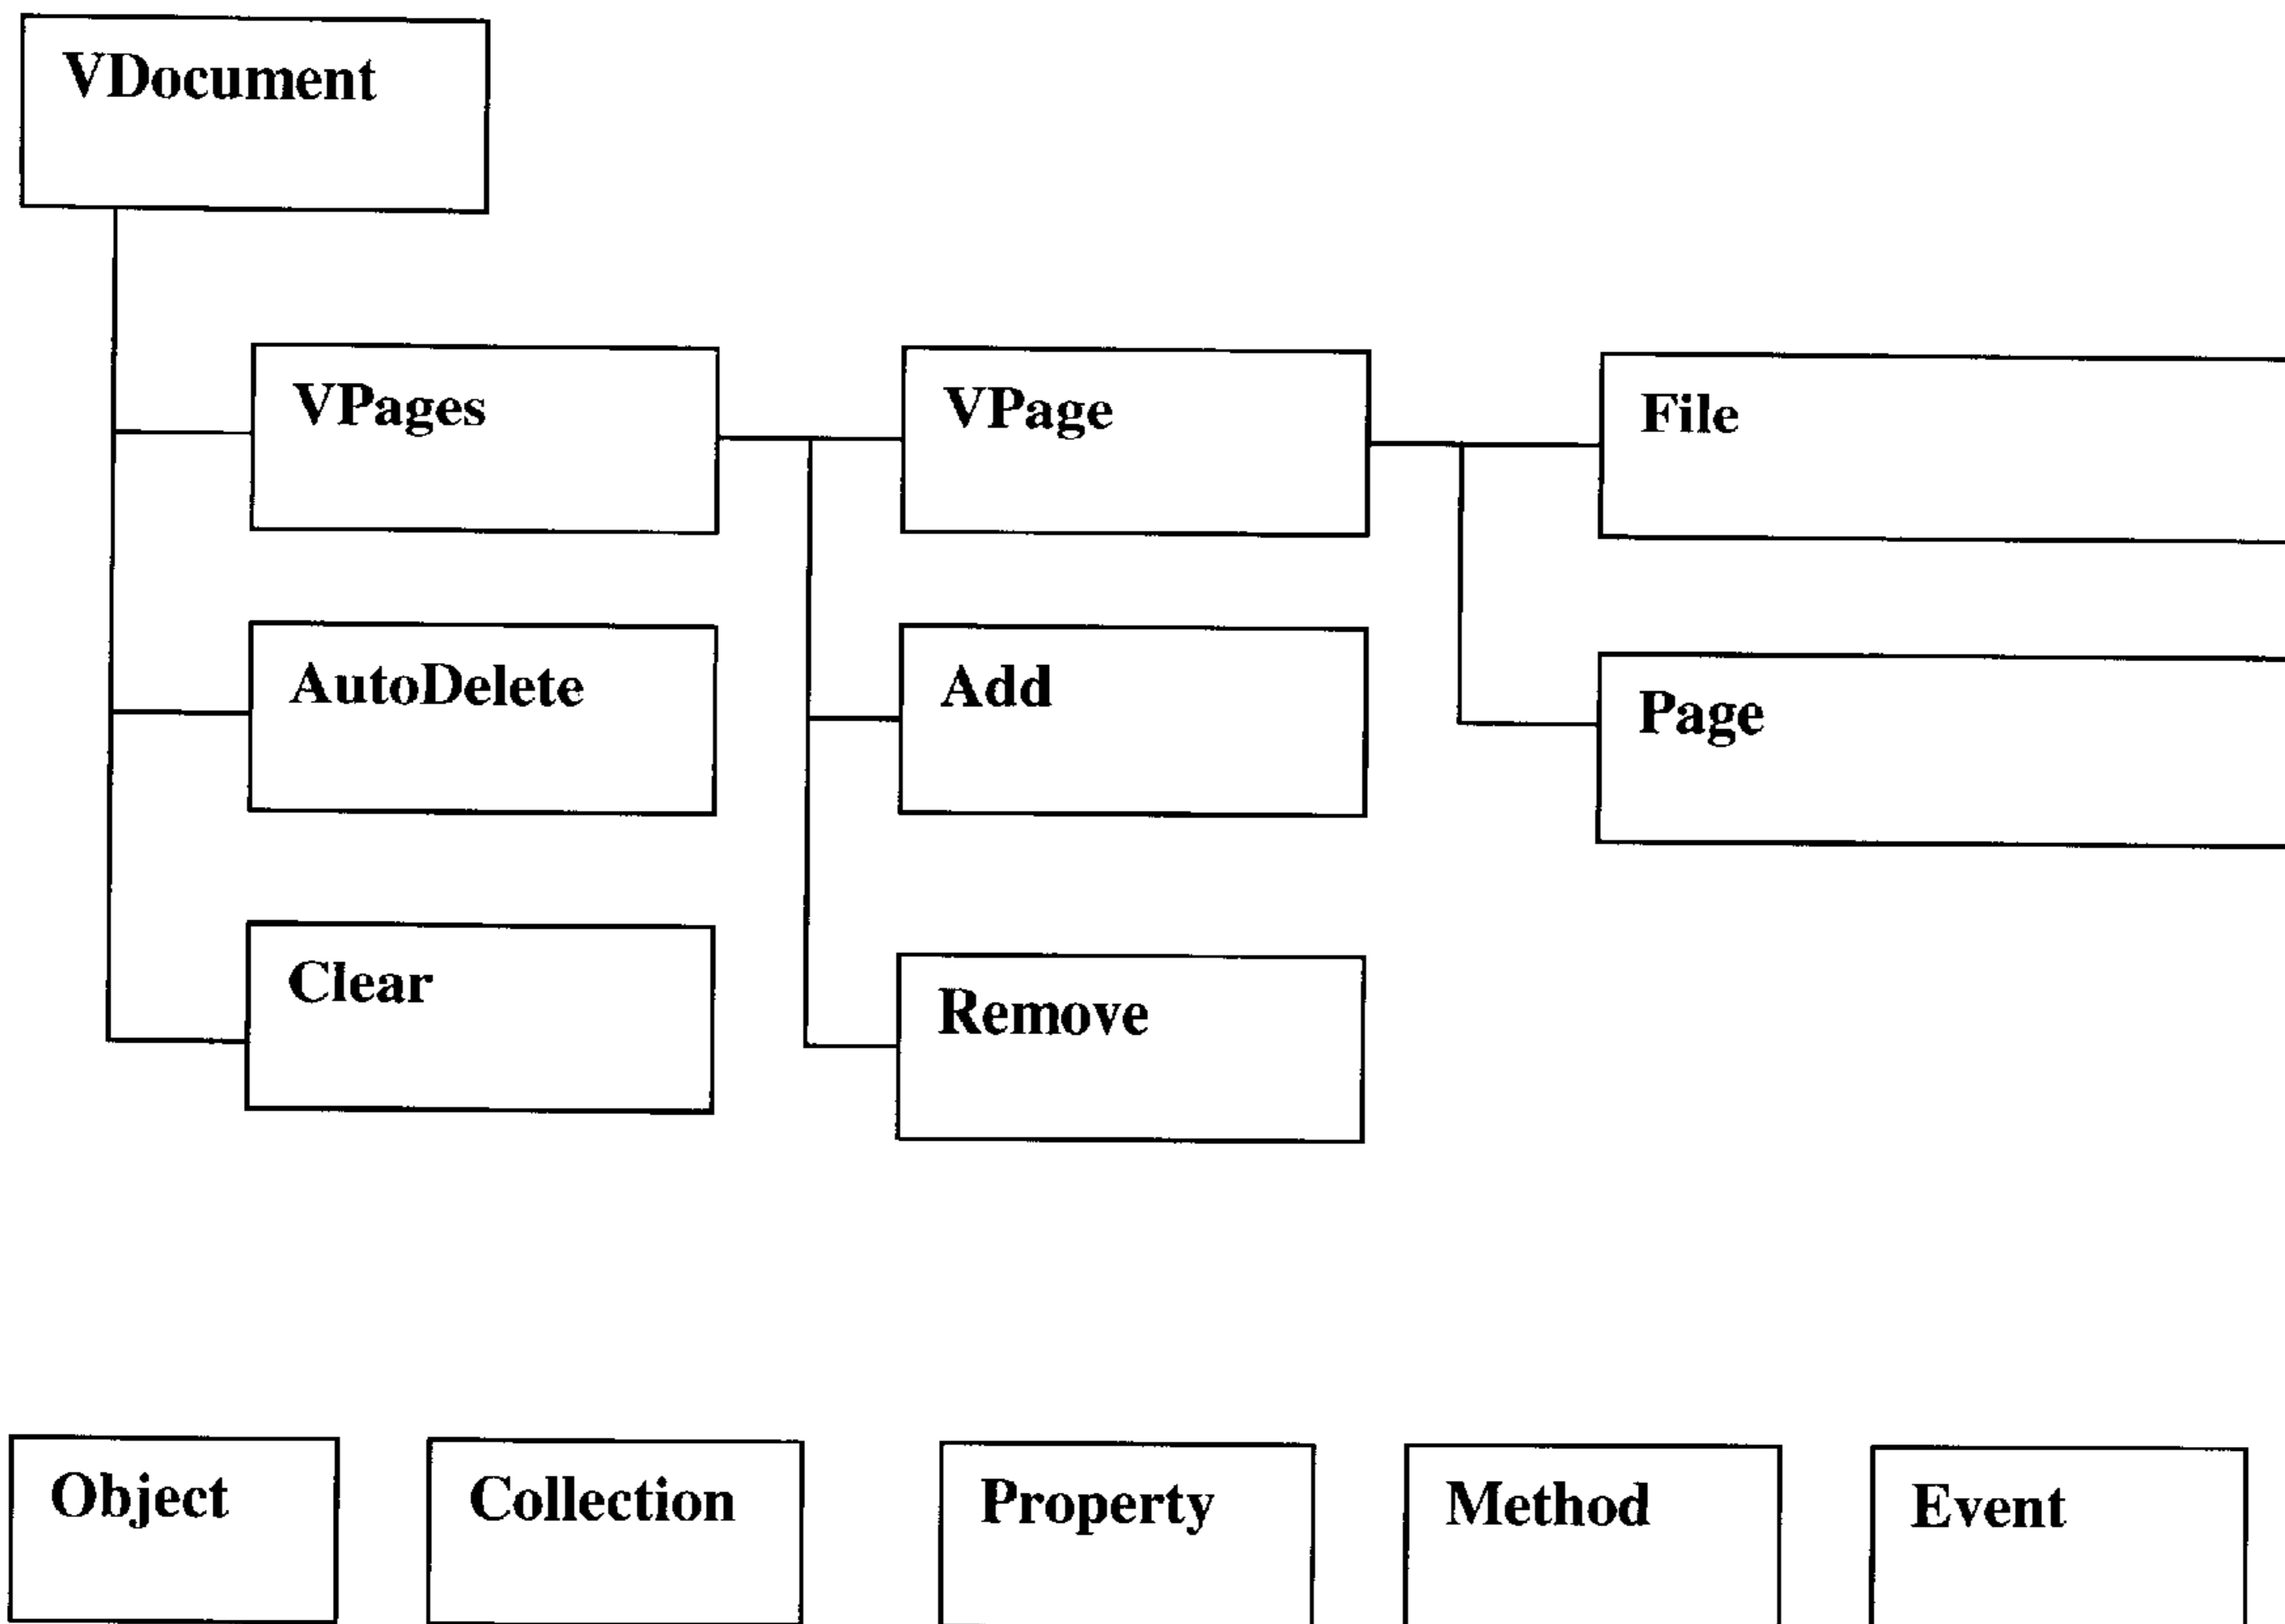 VDocument
VPages
VPage
File
AutoDelete
Add
Page
Clear
Remove
Object
Collection
Property
Method
Event